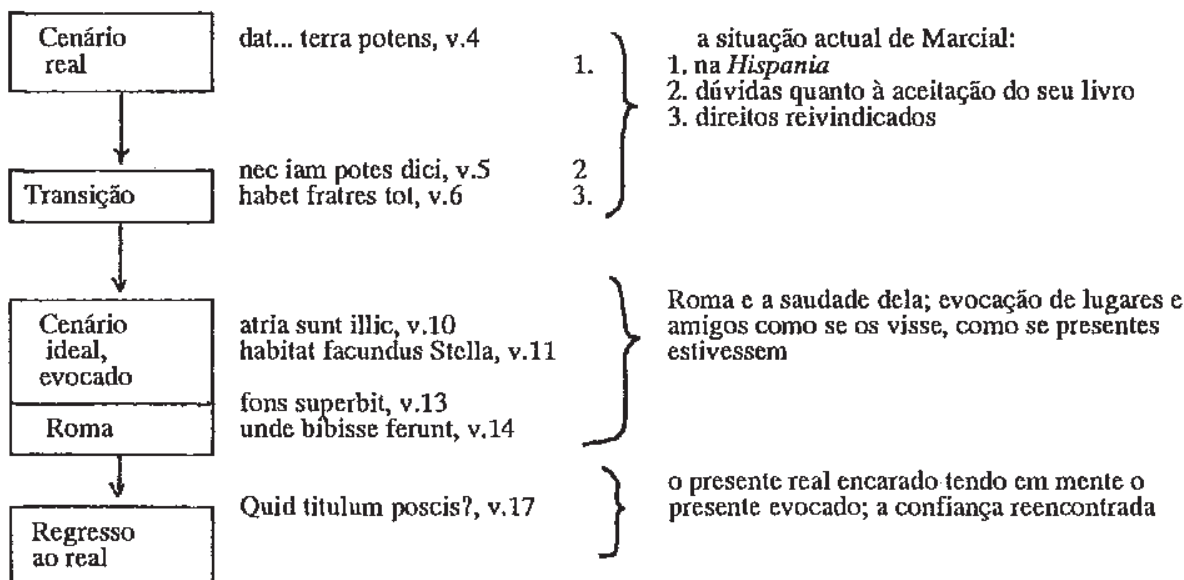 Cenário
real
dat... terra potens, v.4
1.
a situação actual de Marcial:
1. na Hispania
2. dúvidas quanto à aceitação do seu livro
3. direitos reivindicados
Transição
nec iam potes dici, v.5
2
habet fratres tot, v.6
3.
Cenário
ideal,
evocado
Roma
atria sunt illic, v.10
habitat facundus Stella, v.11
fons superbit, v.13
unde bibisse ferunt, v.14
Roma e a saudade dela; evocação de lugares e
amigos como se os visse, como se presentes
estivessem
Regresso
ao real
Quid titulum poscis?, v.17
o presente real encarado tendo em mente o
presente evocado; a confiança reencontrada